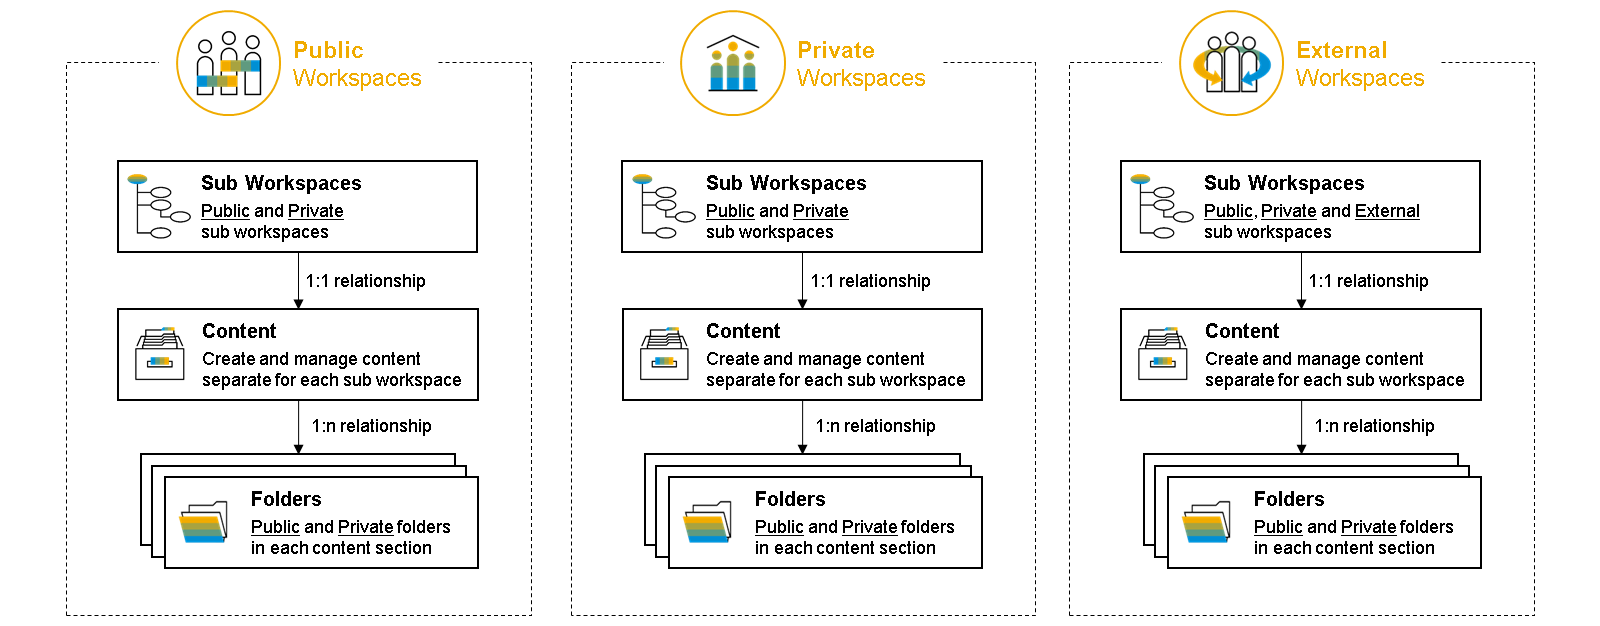 Public
Workspaces
Sub Workspaces
Public and Private
sub workspaces
1:1 relationship
Content
Create and manage content
separate for each sub workspace
1:n relationship
Folders
Public and Private folders
in each content section
Private
Workspaces
Sub Workspaces
Public and Private
sub workspaces
1:1 relationship
Content
Create and manage content
separate for each sub workspace
1:n relationship
Folders
Public and Private folders
in each content section
External
Workspaces
Sub Workspaces
Public, Private and External
sub workspaces
1:1 relationship
Content
Create and manage content
separate for each sub workspace
1:n relationship
Folders
Public and Private folders
in each content section